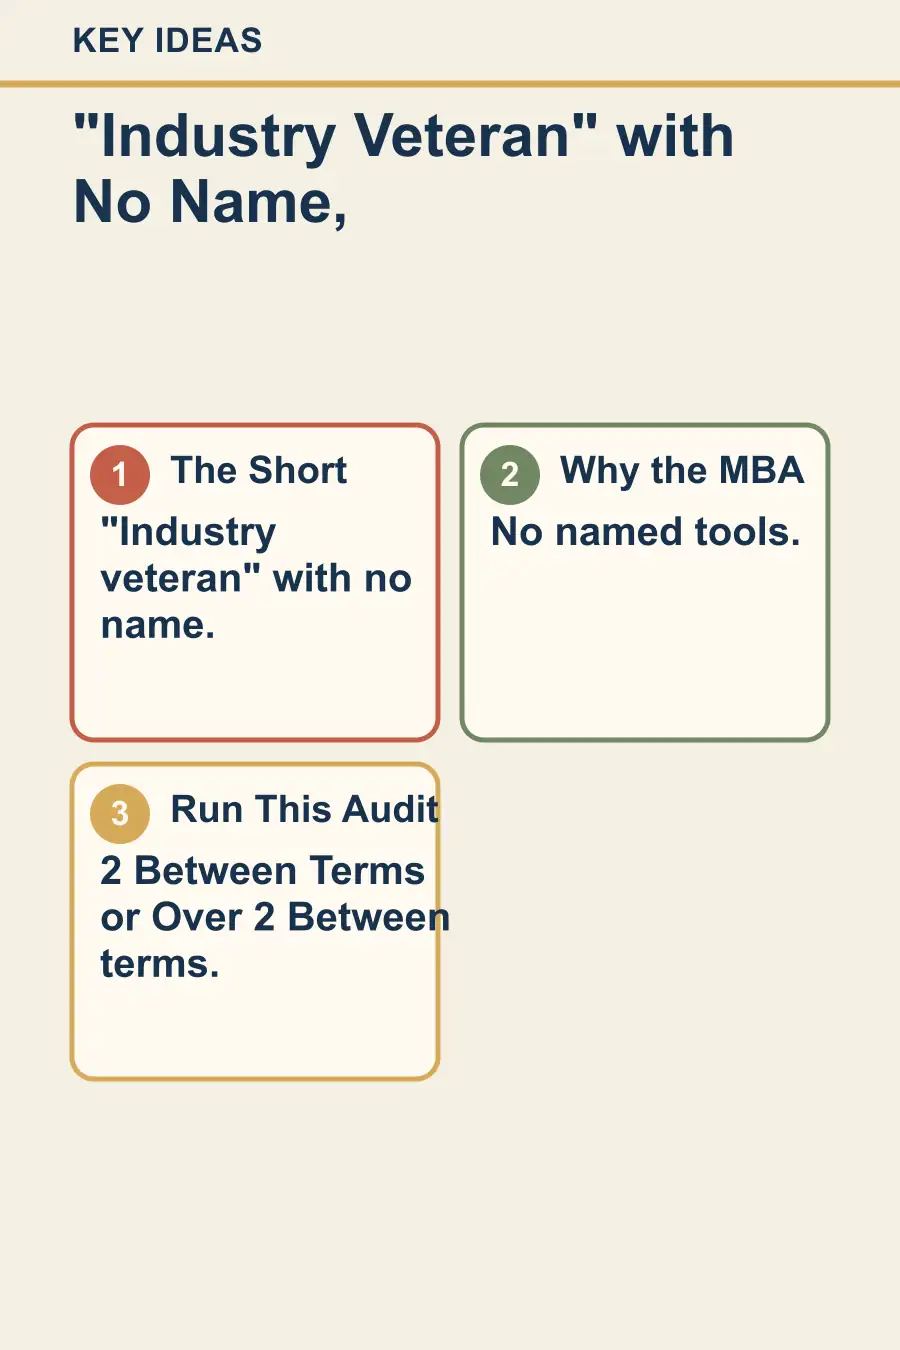 KEY IDEAS
"Industry Veteran" with
No Name,
1 The Short
"Industry
veteran" with no
name.
2 Why the MBA
No named tools.
3 Run This Audit
2 Between Terms
or Over 2 Between
terms.